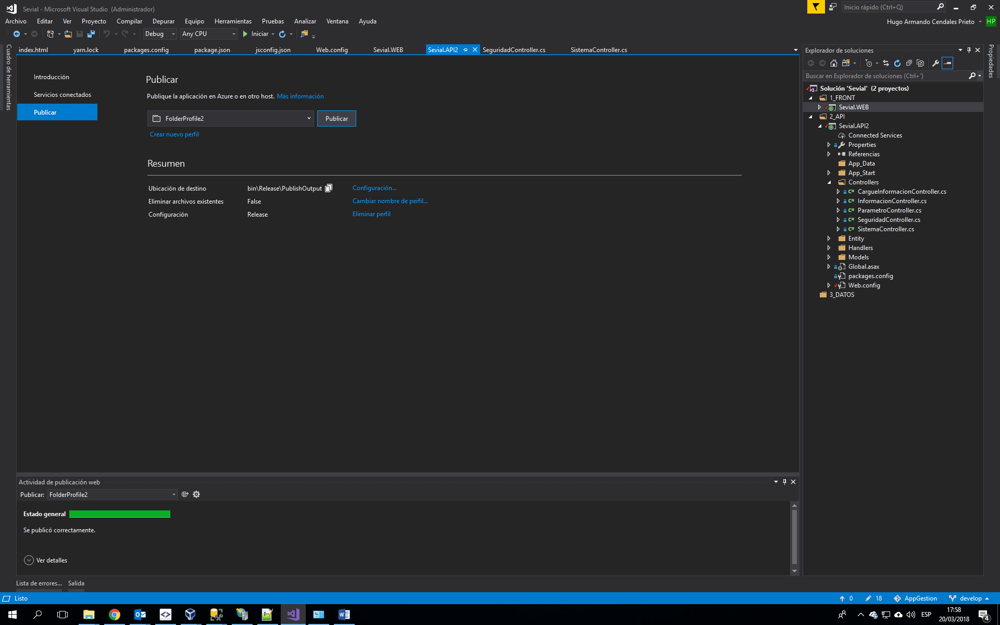 Sevial - Microsoft Visual Studio (Administrador)
Inicio rápido (Ctrl+Q)
Archivo Editar Ver Proyecto Compilar Depurar Equipo Herramientas Pruebas Analizar Ventana Ayuda
Hugo Armando Cendales Prieto HP
Debug Any CPU Iniciar
Cuadro de herramientas
index.html yarn.lock packages.config package.json jsconfig.json Web.config Sevial.WEB Sevial.API2 SeguridadController.cs SistemaController.cs
Introducción
Servicios conectados
Publicar
Publicar
Publique la aplicación en Azure o en otro host. Más información
FolderProfile2 Publicar
Crear nuevo perfil
Resumen
Ubicación de destino bin\Release\PublishOutput Configuración...
Eliminar archivos existentes False Cambiar nombre de perfil...
Configuración Release Eliminar perfil
Explorador de soluciones
Buscar en Explorador de soluciones (Ctrl+´)
Solución 'Sevial' (2 proyectos)
1_FRONT
Sevial.WEB
2_API
Sevial.API2
Connected Services
Properties
Referencias
App_Data
App_Start
Controllers
C# CargueInformacionController.cs
C# InformacionController.cs
C# ParametroController.cs
C# SeguridadController.cs
C# SistemaController.cs
Entity
Handlers
Models
Global.asax
packages.config
Web.config
3_DATOS
Propiedades
Actividad de publicación web
Publicar: FolderProfile2
Estado general
Se publicó correctamente.
Ver detalles
Lista de errores... Salida
Listo
0 18 AppGestion develop
ESP
17:58
20/03/2018
4